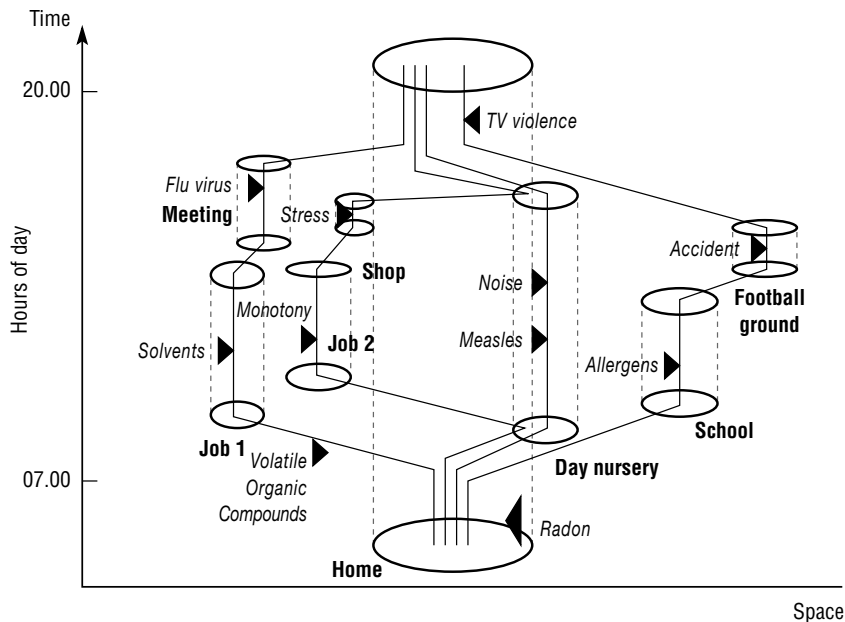 Time
20.00
TV violence
Flu virus
Meeting
Stress
Accident
Shop
Noise
Football
ground
Hours of day
Monotony
Job 2
Solvents
Measles
Allergens
School
Job 1
Volatile
Organic
Compounds
Day nursery
07.00
Radon
Home
Space